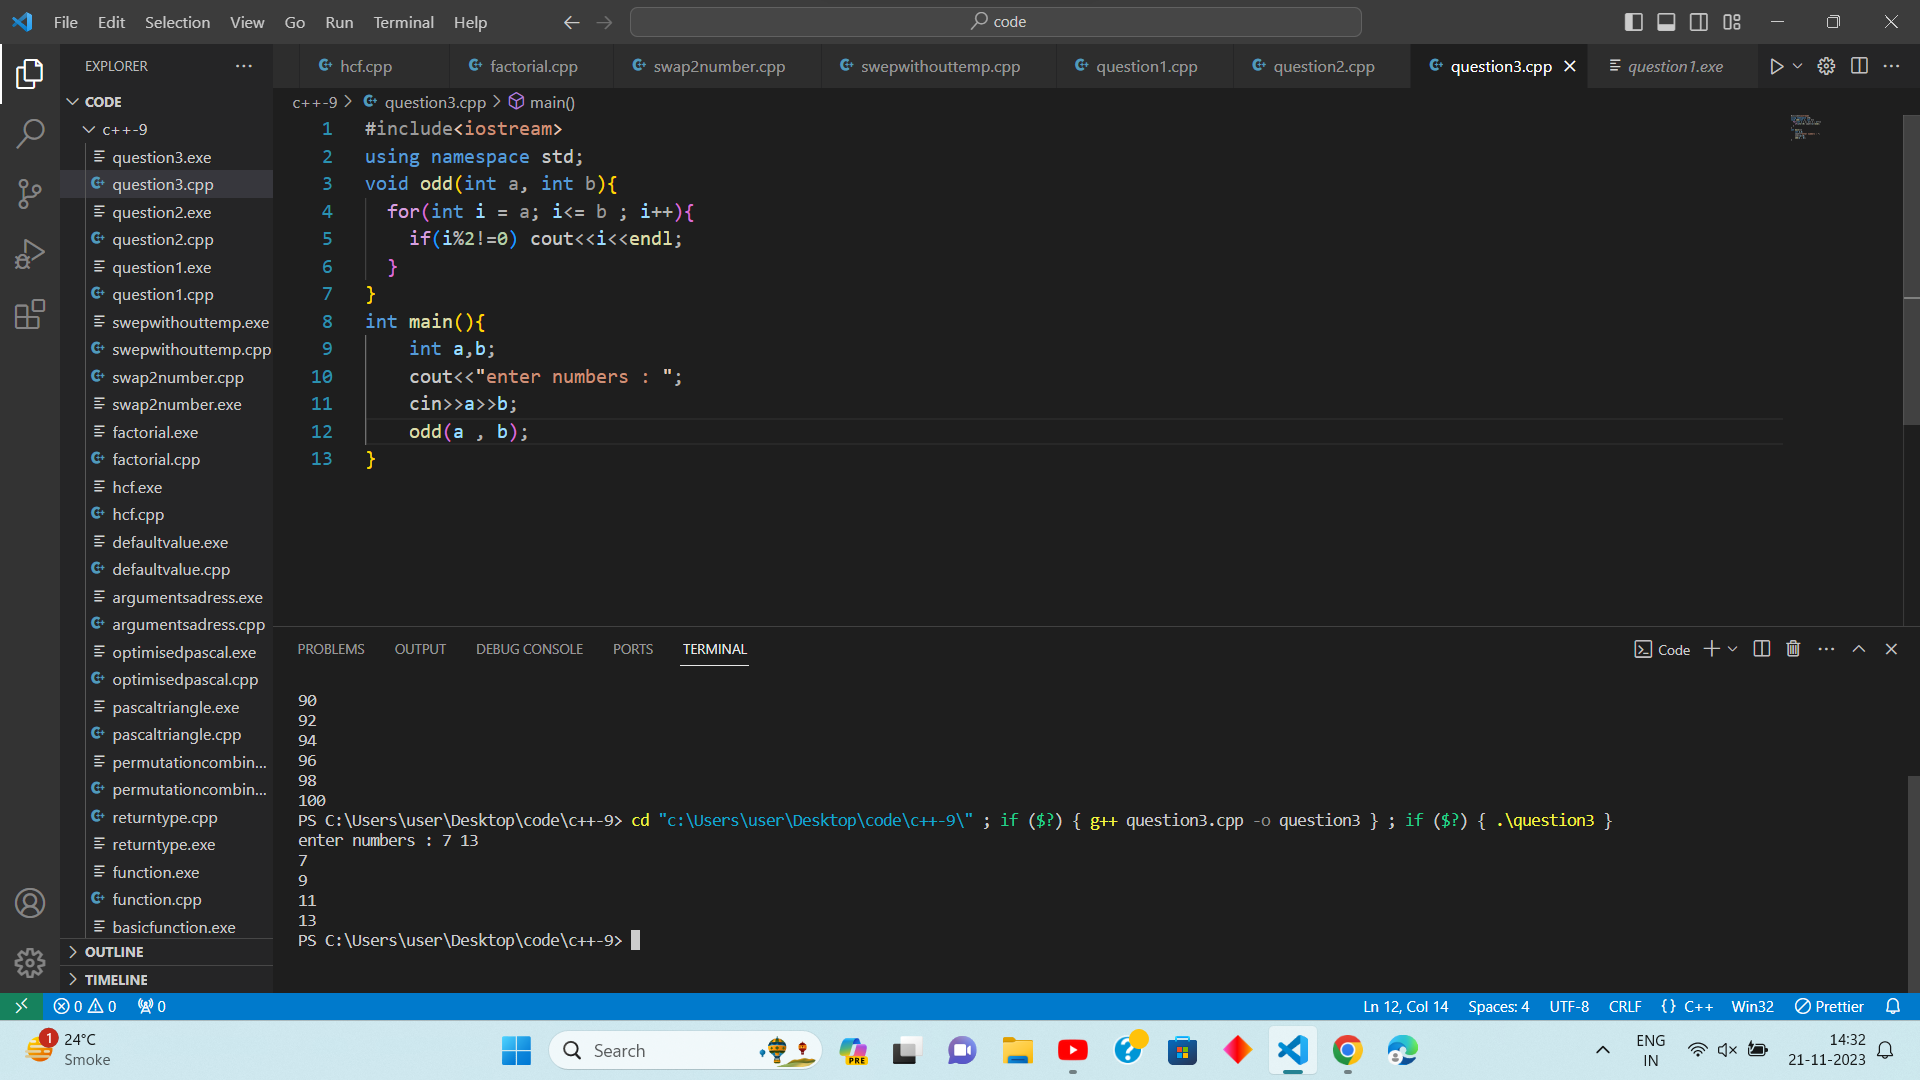 File Edit Selection View Go Run Terminal Help
code
EXPLORER
hcf.cpp factorial.cpp swap2number.cpp swepwithouttemp.cpp question1.cpp question2.cpp question3.cpp question1.exe
CODE
c++-9
question3.exe
question3.cpp
question2.exe
question2.cpp
question1.exe
question1.cpp
swepwithouttemp.exe
swepwithouttemp.cpp
swap2number.cpp
swap2number.exe
factorial.exe
factorial.cpp
hcf.exe
hcf.cpp
defaultvalue.exe
defaultvalue.cpp
argumentsadress.exe
argumentsadress.cpp
optimisedpascal.exe
optimisedpascal.cpp
pascaltriangle.exe
pascaltriangle.cpp
permutationcombin...
permutationcombin...
returntype.cpp
returntype.exe
function.exe
function.cpp
basicfunction.exe
OUTLINE
TIMELINE
c++-9 > question3.cpp > main()
1 #include<iostream>
2 using namespace std;
3 void odd(int a, int b){
4 for(int i = a; i<= b ; i++){
5 if(i%2!=0) cout<<i<<endl;
6 }
7 }
8 int main(){
9 int a,b;
10 cout<<"enter numbers : ";
11 cin>>a>>b;
12 odd(a , b);
13 }
PROBLEMS OUTPUT DEBUG CONSOLE PORTS TERMINAL
Code
90
92
94
96
98
100
PS C:\Users\user\Desktop\code\c++-9> cd "c:\Users\user\Desktop\code\c++-9\" ; if ($?) { g++ question3.cpp -o question3 } ; if ($?) { .\question3 }
enter numbers : 7 13
7
9
11
13
PS C:\Users\user\Desktop\code\c++-9>
0 0 0
Ln 12, Col 14 Spaces: 4 UTF-8 CRLF {} C++ Win32 Prettier
1
24°C
Smoke
Search
PRE
ENG
IN
14:32
21-11-2023